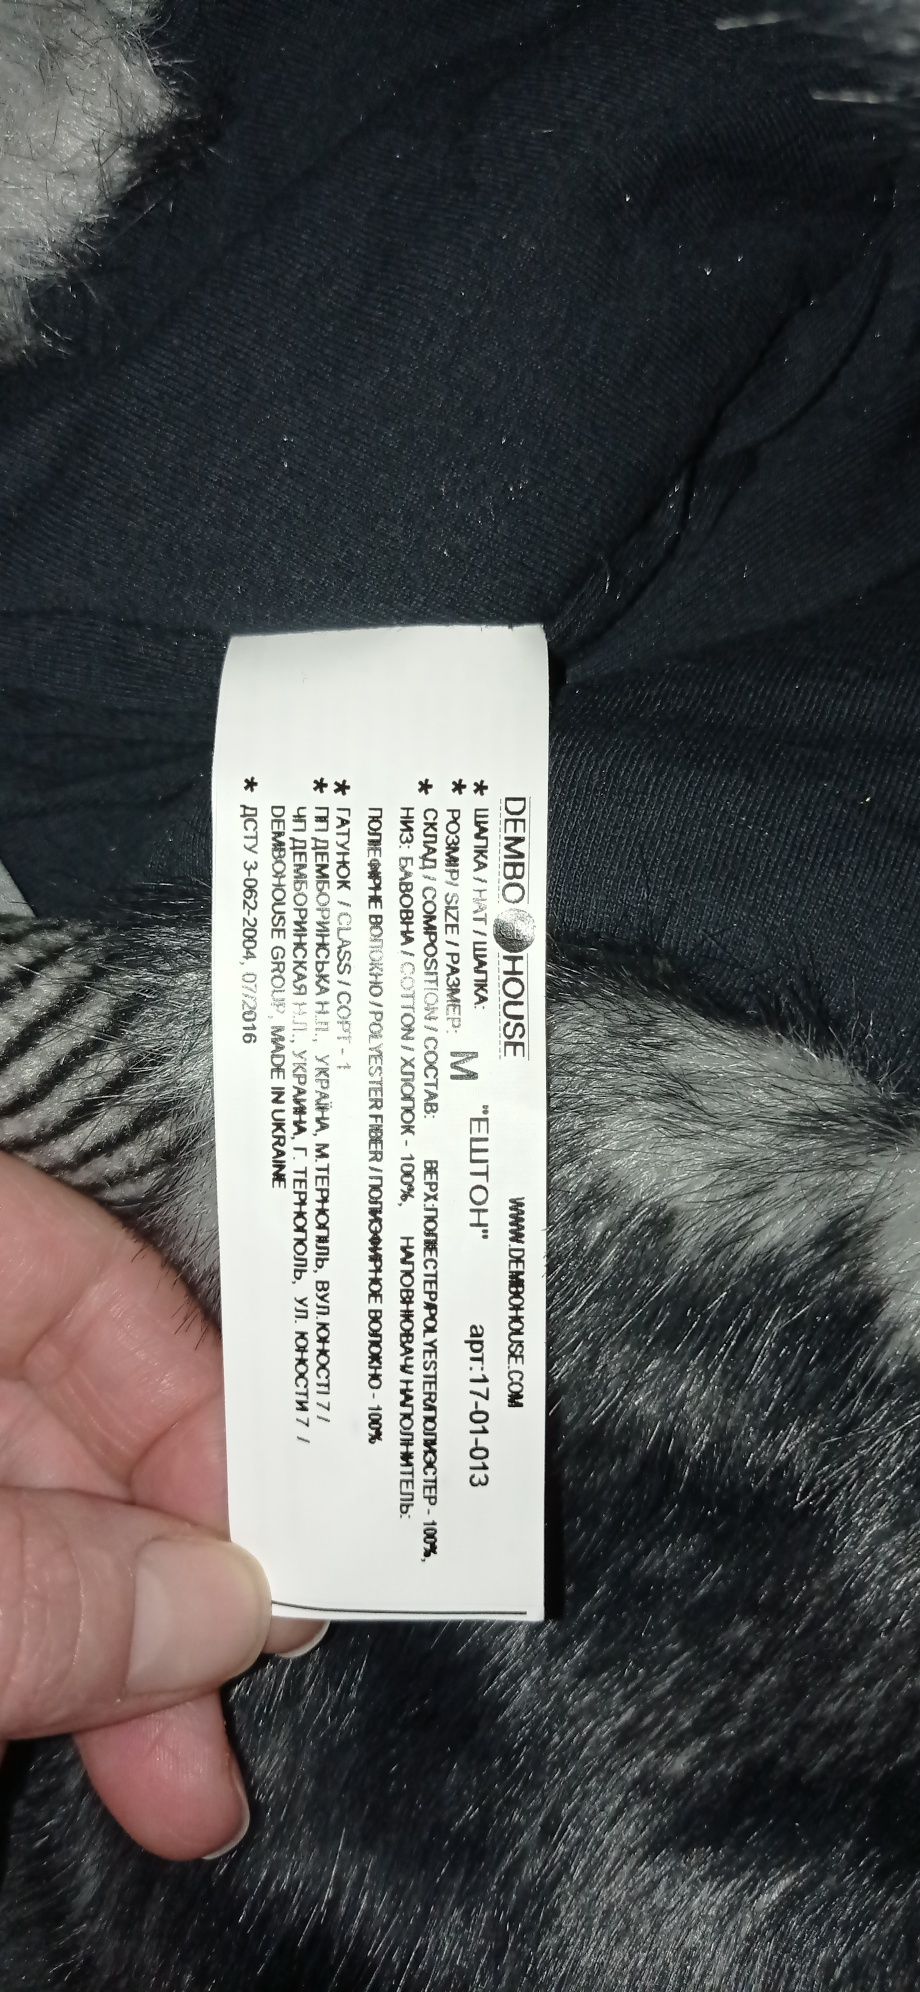 DEMBO HOUSE WWW.DEMBOHOUSE.COM
* ШАПКА / HAT / ШАПКА: "ЕШТОН" арт:17-01-013
* РОЗМІР/ SIZE / РАЗМЕР: M
* СКЛАД / COMPOSITION / СОСТАВ: ВЕРХ:ПОЛІЕСТЕР/POLYESTER/ПОЛИЭСТЕР - 100%,
НИЗ: БАВОВНА / COTTON / ХЛОПОК - 100%, НАПОВНЮВАЧ/ НАПОЛНИТЕЛЬ:
ПОЛІЕФІРНЕ ВОЛОКНО / POLYESTER FIBER / ПОЛИЭФИРНОЕ ВОЛОКНО - 100%
* ГАТУНОК / CLASS / СОРТ - 1
* ПП ДЕМБОРИНСЬКА Н.П., УКРАЇНА, М.ТЕРНОПІЛЬ, ВУЛ.ЮНОСТІ 7 /
ЧП ДЕМБОРИНСКАЯ Н.П., УКРАИНА, Г. ТЕРНОПОЛЬ, УЛ. ЮНОСТИ 7 /
DEMBOHOUSE GROUP, MADE IN UKRAINE
* ДСТУ 3-062-2004, 07/2016